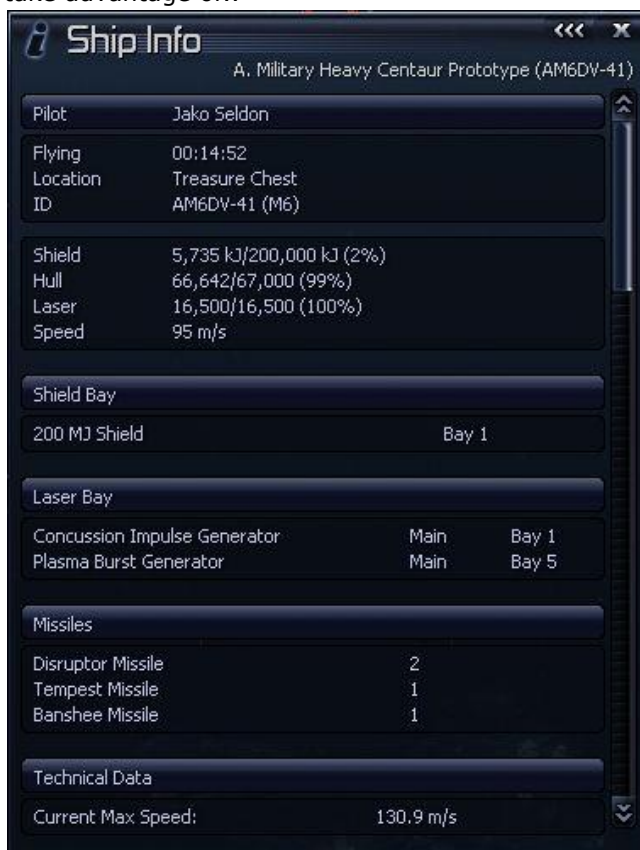 Ship Info
A. Military Heavy Centaur Prototype (AM6DV-41)
Pilot Jako Seldon
Flying 00:14:52
Location Treasure Chest
ID AM6DV-41 (M6)
Shield 5,735 kJ/200,000 kJ (2%)
Hull 66,642/67,000 (99%)
Laser 16,500/16,500 (100%)
Speed 95 m/s
Shield Bay
200 MJ Shield Bay 1
Laser Bay
Concussion Impulse Generator Main Bay 1
Plasma Burst Generator Main Bay 5
Missiles
Disruptor Missile 2
Tempest Missile 1
Banshee Missile 1
Technical Data
Current Max Speed: 130.9 m/s